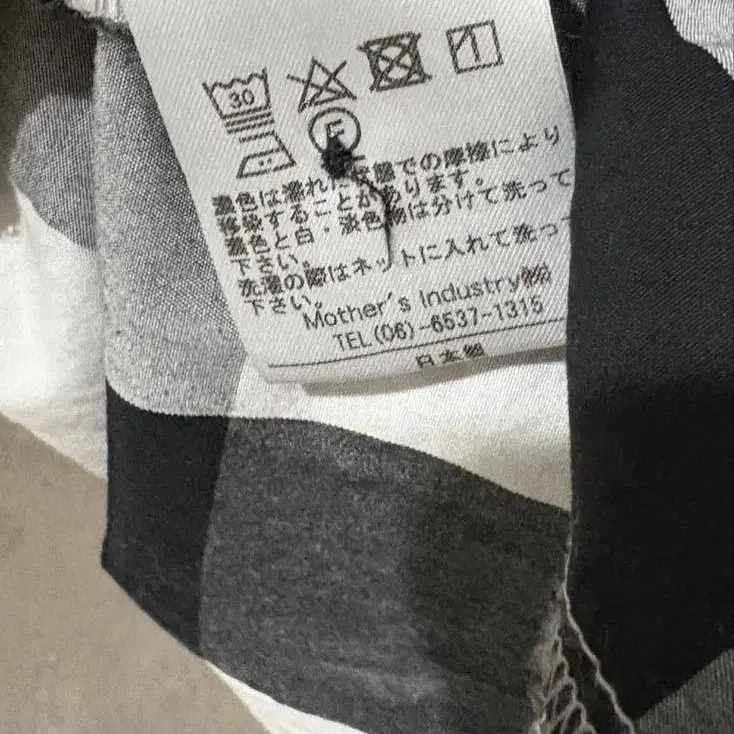 30
F
濃色は濡れた状態での摩擦により
移染することがあります。
濃色と白・淡色物は分けて洗って
下さい。
洗濯の際はネットに入れて洗っ
下さい。
Mother's Industry㈱
TEL(06)-6537-1315
日本製